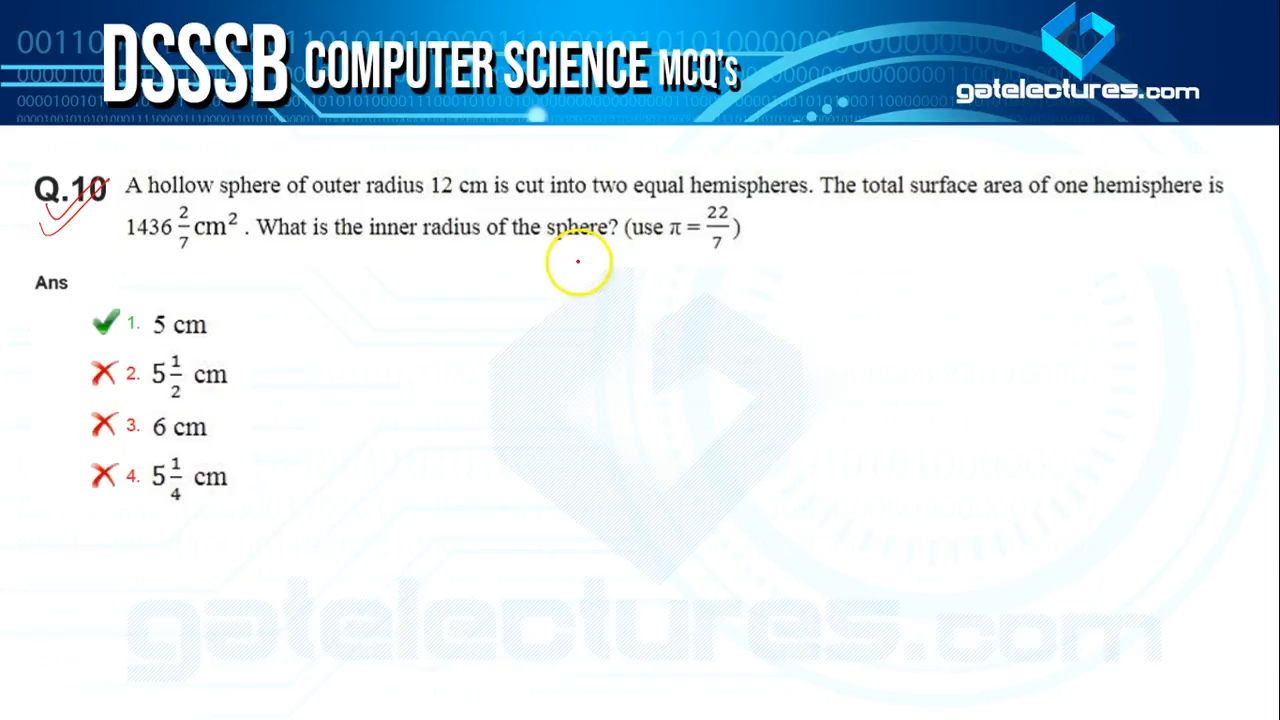 DSSSB COMPUTER SCIENCE MCQ's
gatelectures.com
Q.10 A hollow sphere of outer radius 12 cm is cut into two equal hemispheres. The total surface area of one hemisphere is
1436 2/7 cm². What is the inner radius of the sphere? (use π = 22/7)
Ans
1. 5 cm
2. 5 1/2 cm
3. 6 cm
4. 5 1/4 cm
gatelectures.com